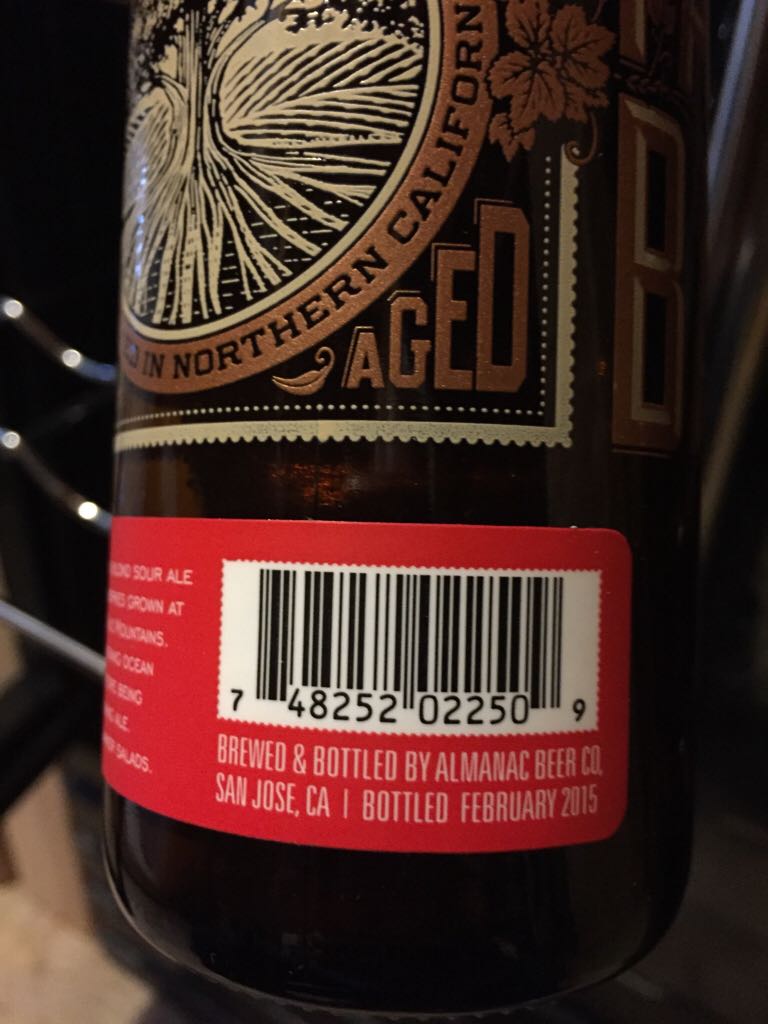 IN NORTHERN CALIFORN
AGED
B
SOUR ALE
GROWN AT
MOUNTAINS.
OCEAN
BEING
ALE.
SALADS.
7 48252 02250 9
BREWED & BOTTLED BY ALMANAC BEER CO,
SAN JOSE, CA | BOTTLED FEBRUARY 2015